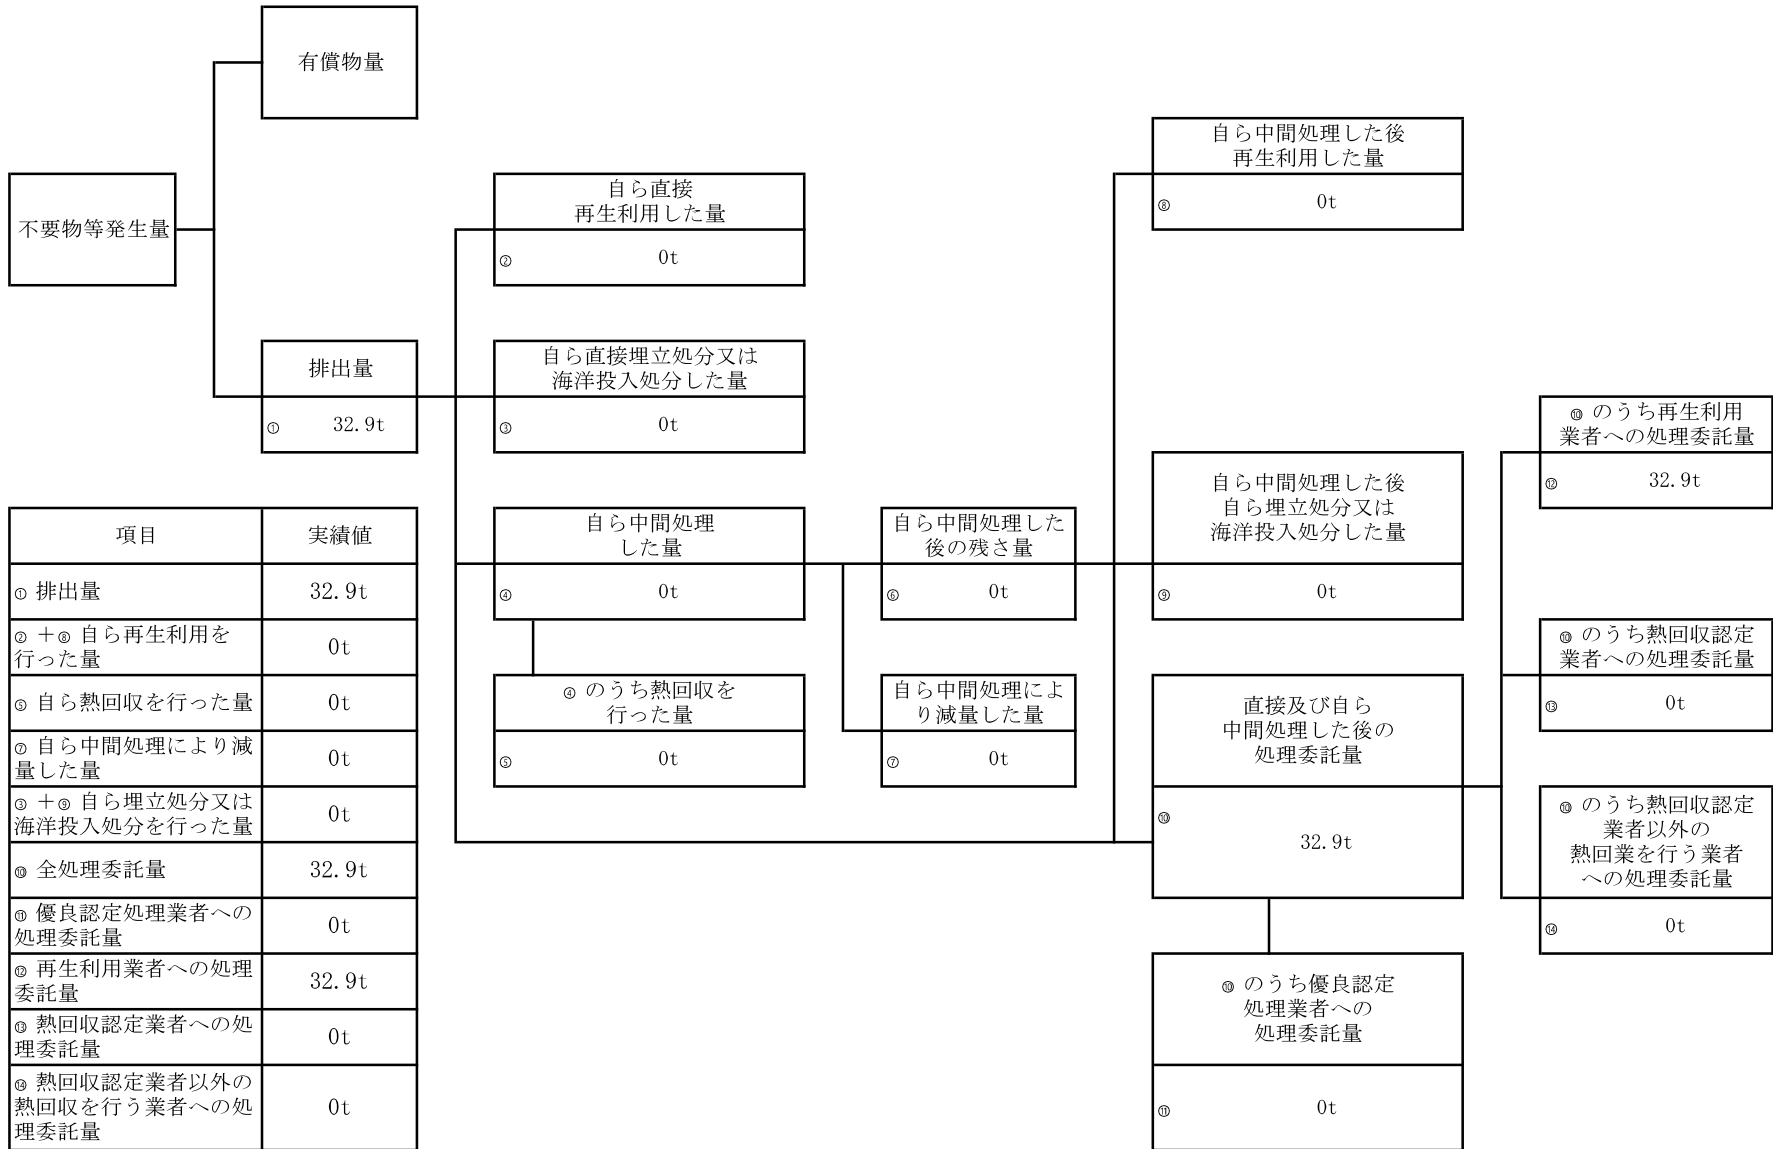 有償物量
不要物等発生量
排出量
① 32.9t
自ら直接
再生利用した量
② 0t
自ら直接埋立処分又は
海洋投入処分した量
③ 0t
自ら中間処理
した量
④ 0t
④ のうち熱回収を
行った量
⑤ 0t
自ら中間処理した
後の残さ量
⑥ 0t
自ら中間処理によ
り減量した量
⑦ 0t
自ら中間処理した後
再生利用した量
⑧ 0t
自ら中間処理した後
自ら埋立処分又は
海洋投入処分した量
⑨ 0t
直接及び自ら
中間処理した後の
処理委託量
⑩
32.9t
⑩ のうち優良認定
処理業者への
処理委託量
⑪ 0t
⑩ のうち再生利用
業者への処理委託量
⑫ 32.9t
⑩ のうち熱回収認定
業者への処理委託量
⑬ 0t
⑩ のうち熱回収認定
業者以外の
熱回業を行う業者
への処理委託量
⑭ 0t
項目 実績値
① 排出量 32.9t
② +⑧ 自ら再生利用を
行った量 0t
⑤ 自ら熱回収を行った量 0t
⑦ 自ら中間処理により減
量した量 0t
③ +⑨ 自ら埋立処分又は
海洋投入処分を行った量 0t
⑩ 全処理委託量 32.9t
⑪ 優良認定処理業者への
処理委託量 0t
⑫ 再生利用業者への処理
委託量 32.9t
⑬ 熱回収認定業者への処
理委託量 0t
⑭ 熱回収認定業者以外の
熱回収を行う業者への処
理委託量 0t